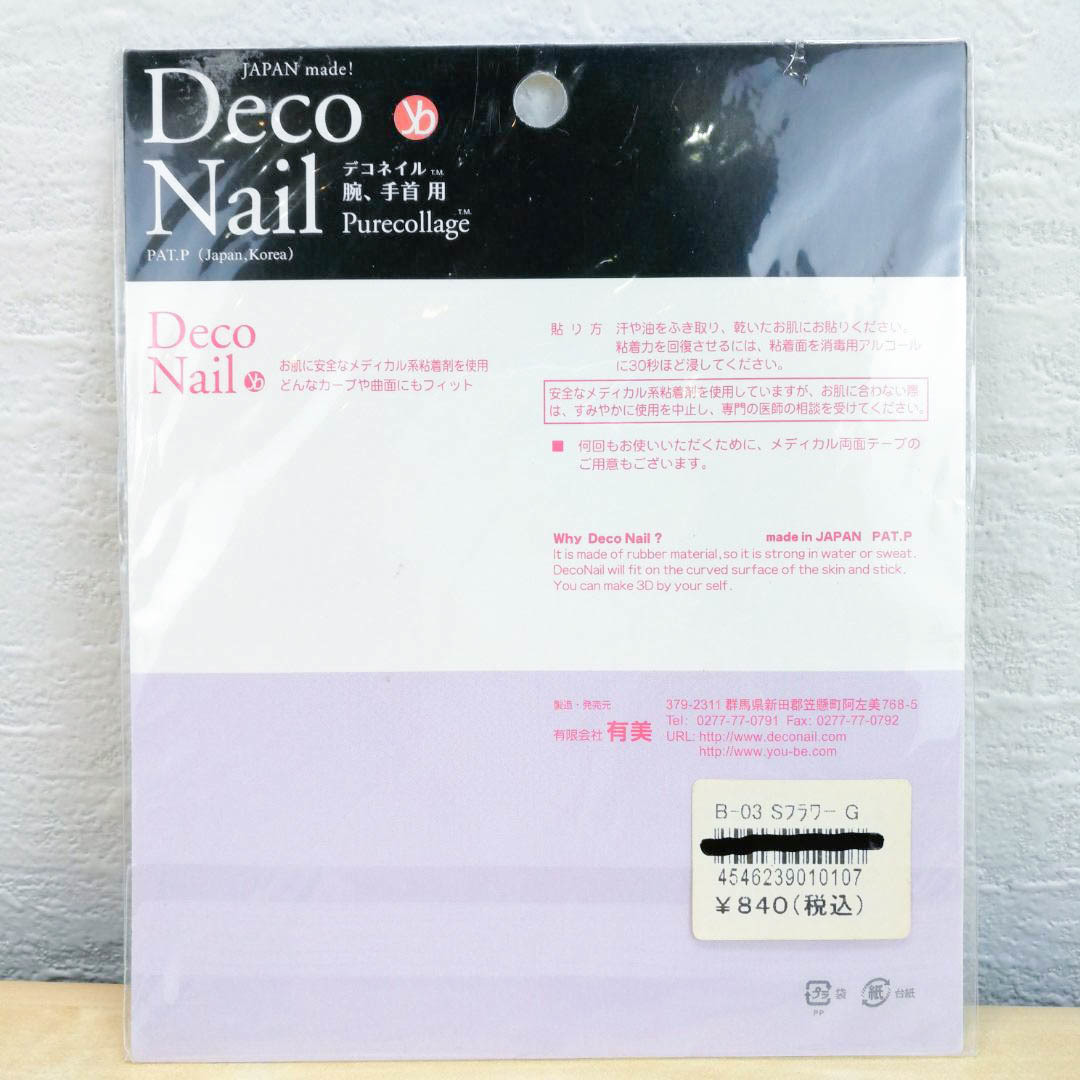 JAPAN made!
Deco
Nail
yb
デコネイル T.M.
腕、手首用
Purecollage T.M.
PAT.P (Japan,Korea)
Deco
Nail yb
お肌に安全なメディカル系粘着剤を使用
どんなカーブや曲面にもフィット
貼り方 汗や油をふき取り、乾いたお肌にお貼りください。
粘着力を回復させるには、粘着面を消毒用アルコール
に30秒ほど浸してください。
安全なメディカル系粘着剤を使用していますが、お肌に合わない際
は、すみやかに使用を中止し、専門の医師の相談を受けてください。
■ 何回もお使いいただくために、メディカル両面テープの
ご用意もございます。
Why Deco Nail ? made in JAPAN PAT.P
It is made of rubber material,so it is strong in water or sweat.
DecoNail will fit on the curved surface of the skin and stick.
You can make 3D by your self.
製造・発売元
有限会社 有美
379-2311 群馬県新田郡笠懸町阿左美768-5
Tel: 0277-77-0791 Fax: 0277-77-0792
URL: http://www.deconail.com
http://www.you-be.com
B-03 Sフラワー G
4546239010107
¥840(税込)
プラ 袋
PP
紙 台紙